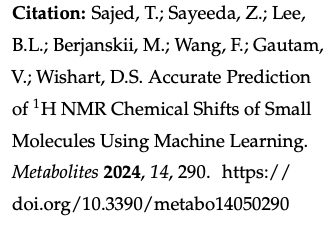 Citation: Sajed, T.; Sayeeda, Z.; Lee,
B.L.; Berjanskii, M.; Wang, F.; Gautam,
V.; Wishart, D.S. Accurate Prediction
of ¹H NMR Chemical Shifts of Small
Molecules Using Machine Learning.
Metabolites 2024, 14, 290. https://
doi.org/10.3390/metabo14050290